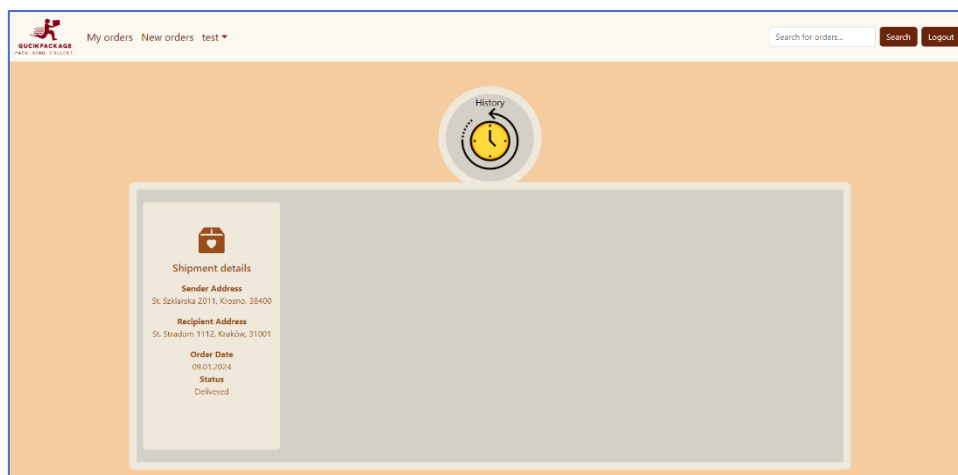 QUCIKPACKAGE
PACK. SEND. COLLECT
My orders New orders test
Search for orders...
Search
Logout
History
Shipment details
Sender Address
St. Szklarska 2011, Krosno, 38400
Recipient Address
St. Stradom 1112, Kraków, 31001
Order Date
09.01.2024
Status
Delivered